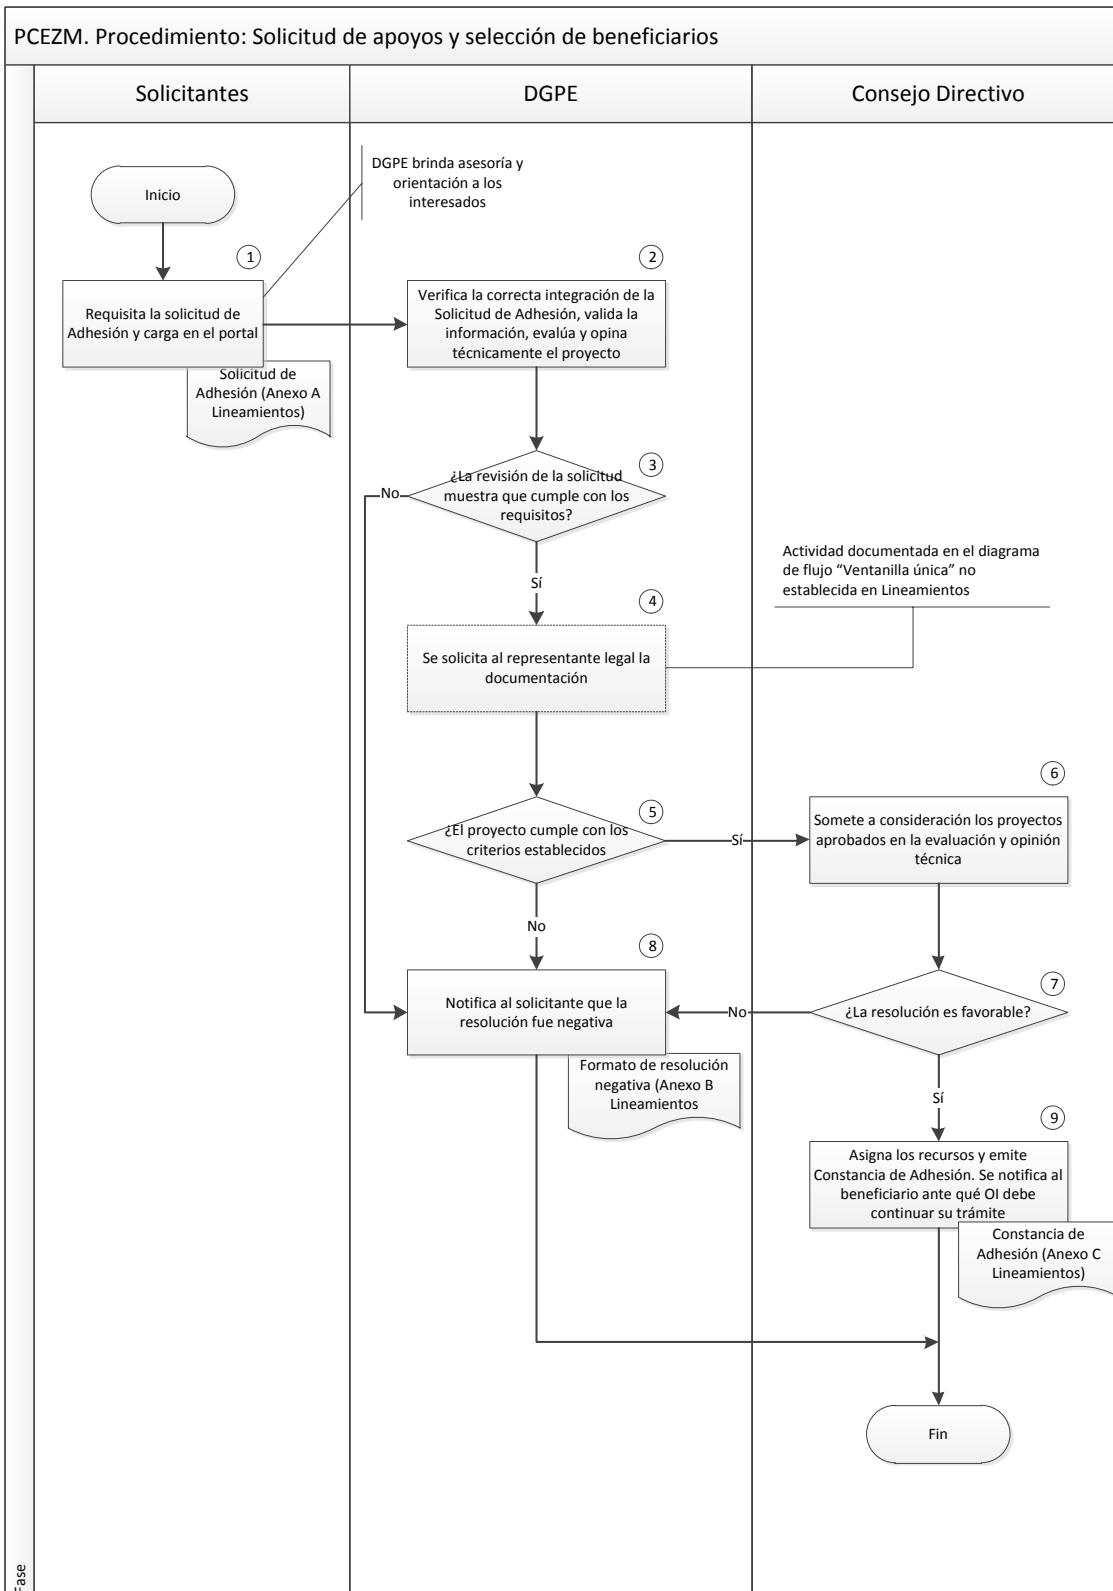 PCEZM. Procedimiento: Solicitud de apoyos y selección de beneficiarios
Solicitantes
DGPE
Consejo Directivo
Inicio
DGPE brinda asesoría y
orientación a los
interesados
1
Requisita la solicitud de
Adhesión y carga en el portal
Solicitud de
Adhesión (Anexo A
Lineamientos)
2
Verifica la correcta integración de la
Solicitud de Adhesión, valida la
información, evalúa y opina
técnicamente el proyecto
3
¿La revisión de la solicitud
muestra que cumple con los
requisitos?
No
Sí
Actividad documentada en el diagrama
de flujo “Ventanilla única” no
establecida en Lineamientos
4
Se solicita al representante legal la
documentación
5
¿El proyecto cumple con los
criterios establecidos
Sí
No
6
Somete a consideración los proyectos
aprobados en la evaluación y opinión
técnica
7
¿La resolución es favorable?
No
Sí
8
Notifica al solicitante que la
resolución fue negativa
Formato de resolución
negativa (Anexo B
Lineamientos
9
Asigna los recursos y emite
Constancia de Adhesión. Se notifica al
beneficiario ante qué OI debe
continuar su trámite
Constancia de
Adhesión (Anexo C
Lineamientos)
Fin
Fase